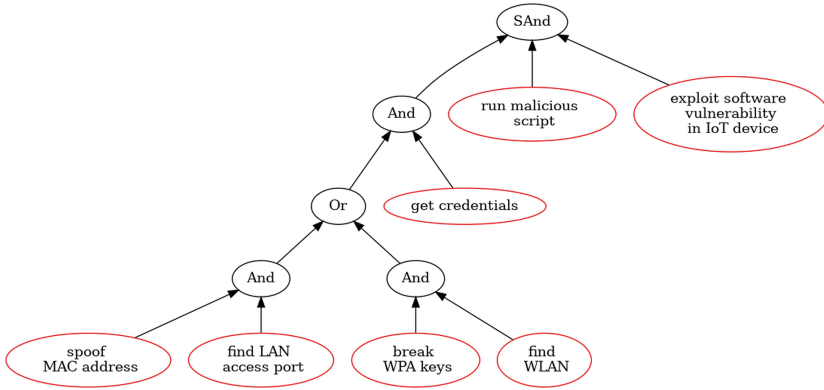 SAnd
And
run malicious
script
exploit software
vulnerability
in IoT device
Or
get credentials
And
And
spoof
MAC address
find LAN
access port
break
WPA keys
find
WLAN